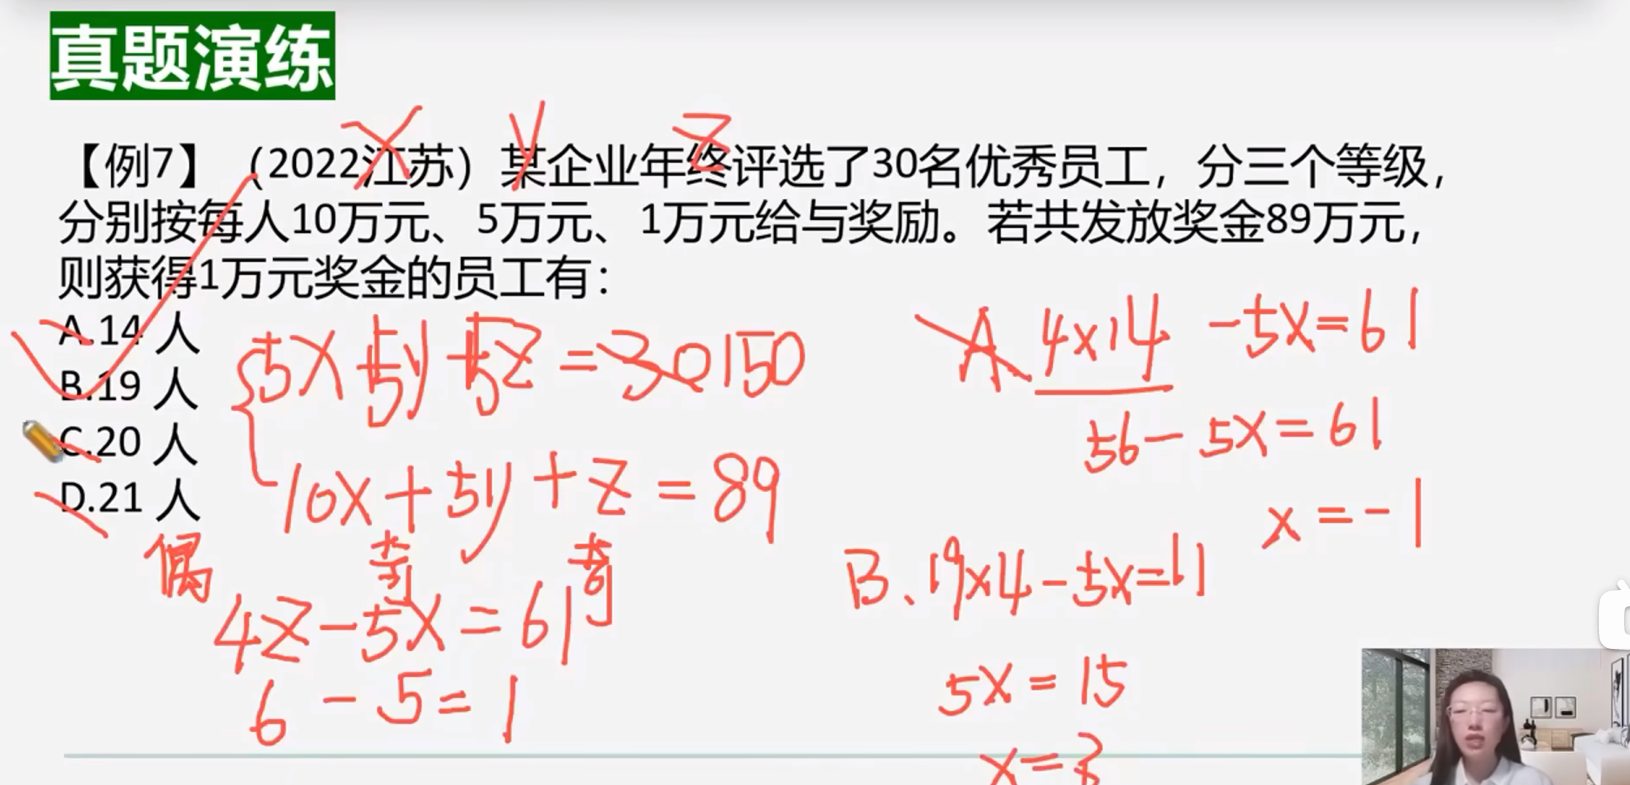 真题演练
x y z
【例7】（2022江苏）某企业年终评选了30名优秀员工，分三个等级，
分别按每人10万元、5万元、1万元给与奖励。若共发放奖金89万元，
则获得1万元奖金的员工有：
A.14 人
B.19 人
C.20 人
D.21 人
5x+5y+5z=30150
10x+5y+z=89
偶 奇 奇
4z-5x=61
6-5=1
A 4×14-5x=61
56-5x=61
x=-1
B、19×4-5x=61
5x=15
x=3